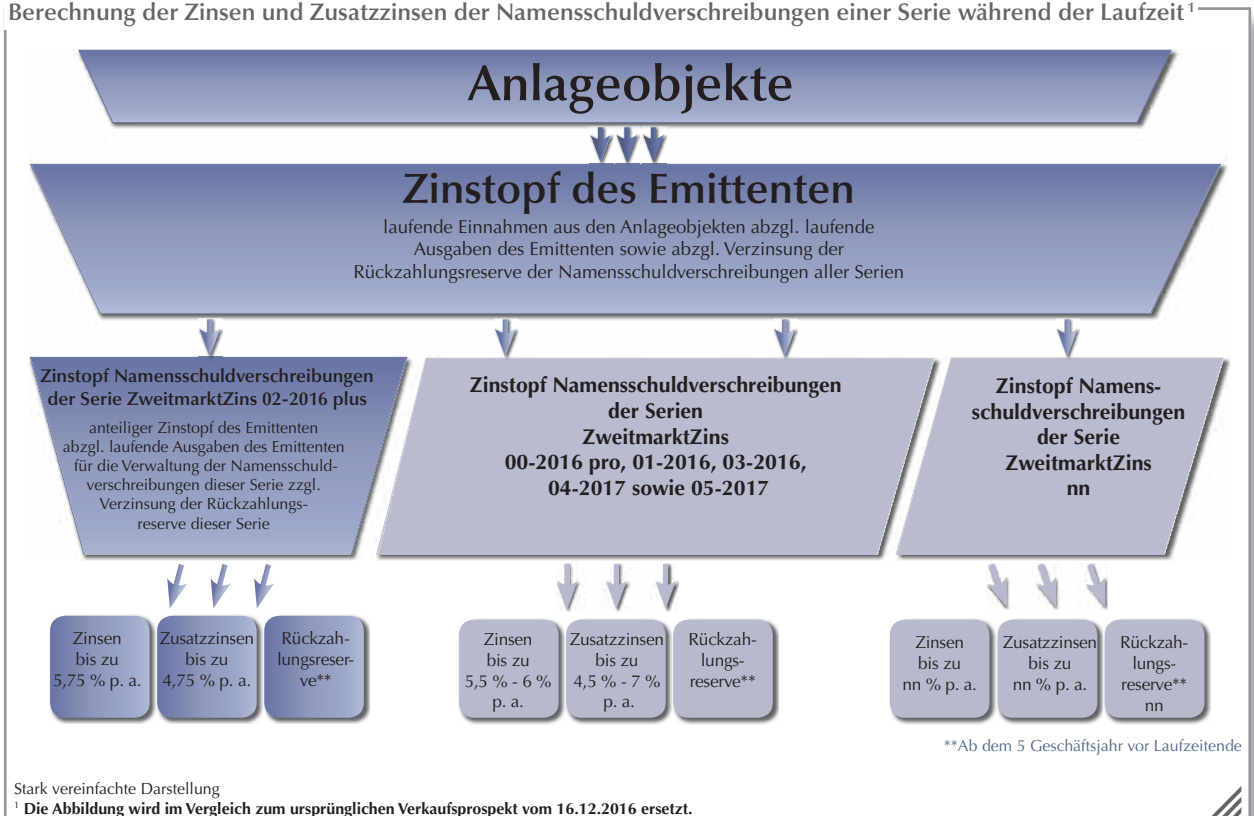 Berechnung der Zinsen und Zusatzzinsen der Namensschuldverschreibungen einer Serie während der Laufzeit ¹
Anlageobjekte
Zinstopf des Emittenten
laufende Einnahmen aus den Anlageobjekten abzgl. laufende
Ausgaben des Emittenten sowie abzgl. Verzinsung der
Rückzahlungsreserve der Namensschuldverschreibungen aller Serien
Zinstopf Namensschuldverschreibungen
der Serie ZweitmarktZins 02-2016 plus
anteiliger Zinstopf des Emittenten
abzgl. laufende Ausgaben des Emittenten
für die Verwaltung der Namensschuld-
verschreibungen dieser Serie zzgl.
Verzinsung der Rückzahlungs-
reserve dieser Serie
Zinstopf Namensschuldverschreibungen
der Serien
ZweitmarktZins
00-2016 pro, 01-2016, 03-2016,
04-2017 sowie 05-2017
Zinstopf Namens-
schuldverschreibungen
der Serie
ZweitmarktZins
nn
Zinsen
bis zu
5,75 % p. a.
Zusatzzinsen
bis zu
4,75 % p. a.
Rückzah-
lungsreser-
ve**
Zinsen
bis zu
5,5 % - 6 %
p. a.
Zusatzzinsen
bis zu
4,5 % - 7 %
p. a.
Rückzah-
lungs-
reserve**
Zinsen
bis zu
nn % p. a.
Zusatzzinsen
bis zu
nn % p. a.
Rückzah-
lungs-
reserve**
nn
**Ab dem 5 Geschäftsjahr vor Laufzeitende
Stark vereinfachte Darstellung
¹ Die Abbildung wird im Vergleich zum ursprünglichen Verkaufsprospekt vom 16.12.2016 ersetzt.